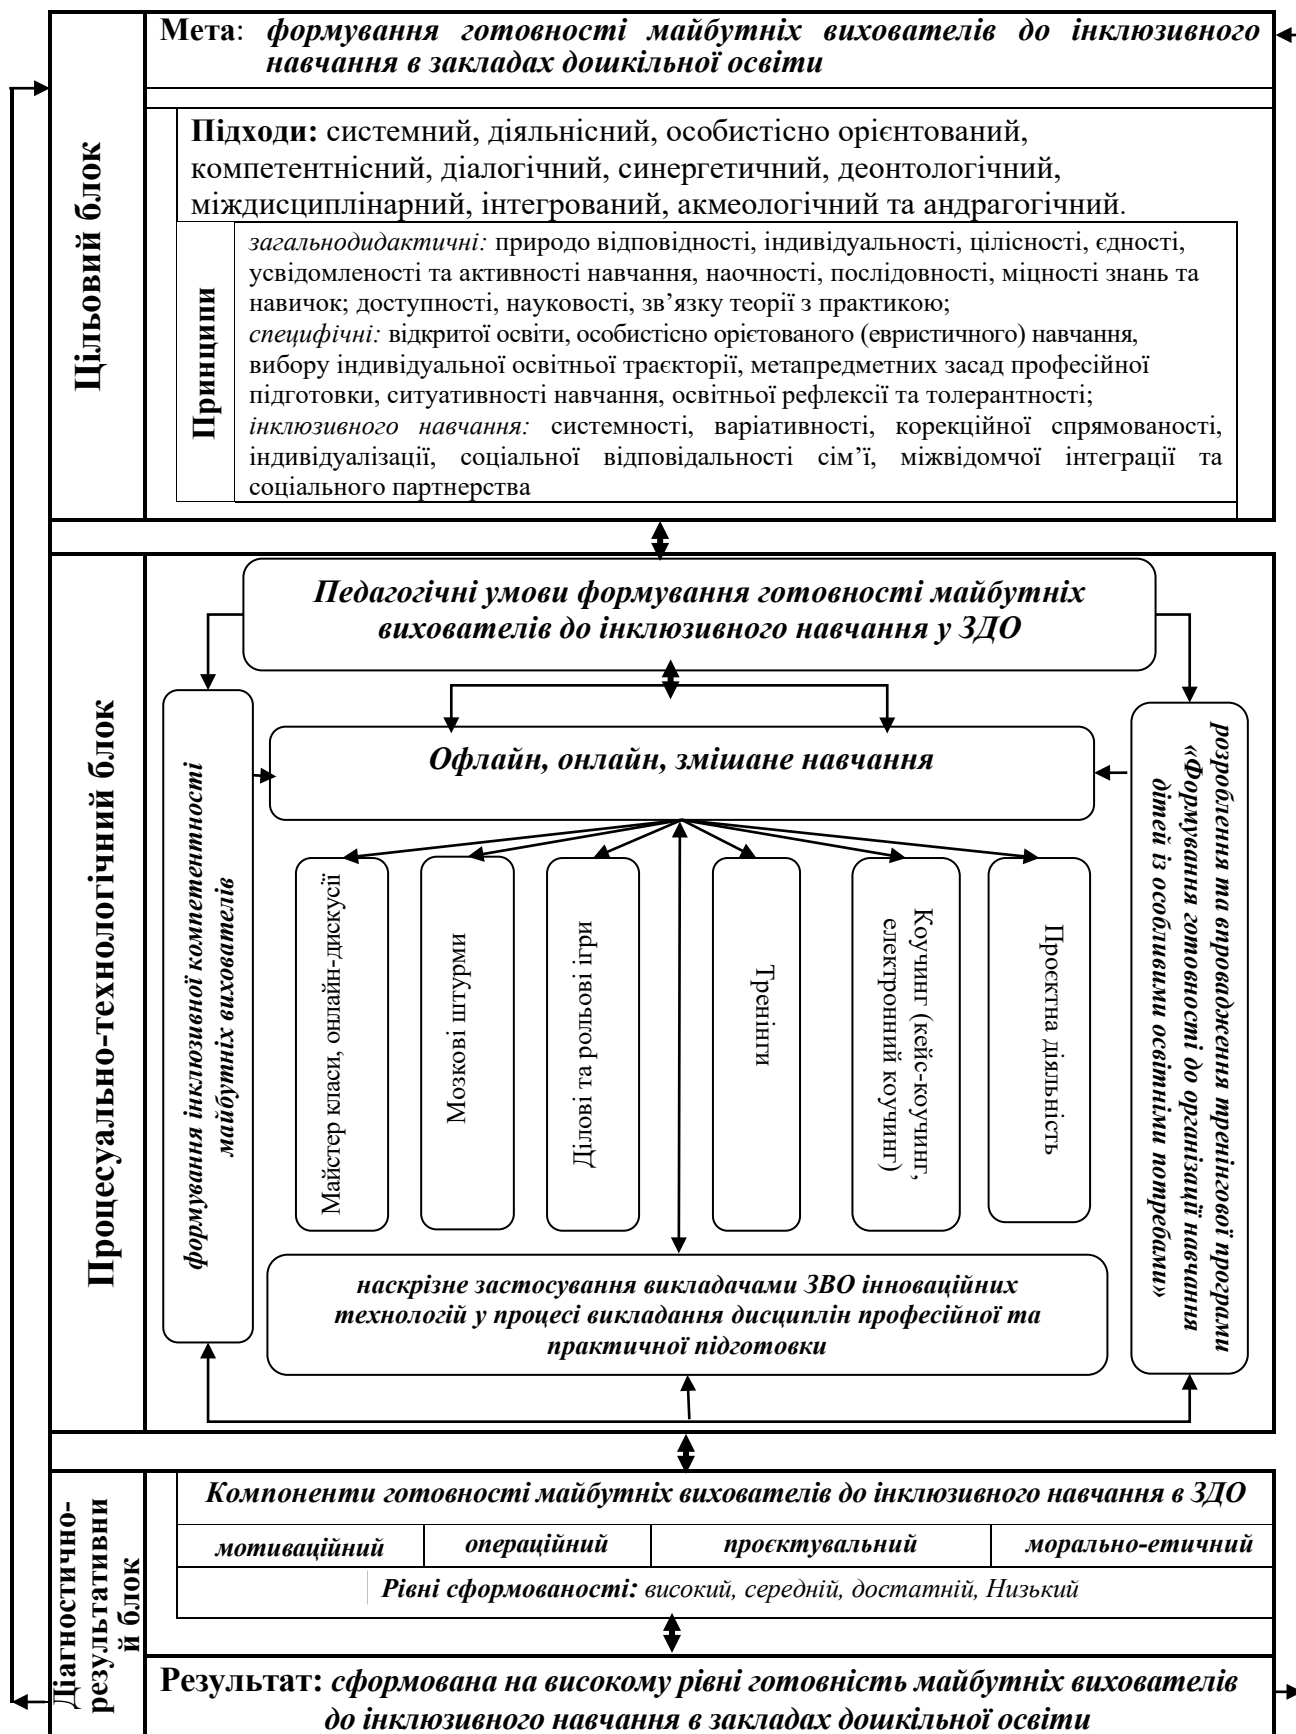 Цільовий блок
Мета: формування готовності майбутніх вихователів до інклюзивного
навчання в закладах дошкільної освіти
Підходи: системний, діяльнісний, особистісно орієнтований,
компетентнісний, діалогічний, синергетичний, деонтологічний,
міждисциплінарний, інтегрований, акмеологічний та андрагогічний.
Принципи
загальнодидактичні: природо відповідності, індивідуальності, цілісності, єдності,
усвідомленості та активності навчання, наочності, послідовності, міцності знань та
навичок; доступності, науковості, зв’язку теорії з практикою;
специфічні: відкритої освіти, особистісно орієтованого (евристичного) навчання,
вибору індивідуальної освітньої траєкторії, метапредметних засад професійної
підготовки, ситуативності навчання, освітньої рефлексії та толерантності;
інклюзивного навчання: системності, варіативності, корекційної спрямованості,
індивідуалізації, соціальної відповідальності сім’ї, міжвідомчої інтеграції та
соціального партнерства
Процесуально-технологічний блок
Педагогічні умови формування готовності майбутніх
вихователів до інклюзивного навчання у ЗДО
формування інклюзивної компетентності
майбутніх вихователів
Офлайн, онлайн, змішане навчання
Майстер класи, онлайн-дискусії
Мозкові штурми
Ділові та рольові ігри
Тренінги
Коучинг (кейс-коучинг,
електронний коучинг)
Проєктна діяльність
розроблення та впровадження тренінгової програми
«Формування готовності до організації навчання
дітей із особливими освітніми потребами»
наскрізне застосування викладачами ЗВО інноваційних
технологій у процесі викладання дисциплін професійної та
практичної підготовки
Діагностично-
результативни
й блок
Компоненти готовності майбутніх вихователів до інклюзивного навчання в ЗДО
мотиваційний операційний проєктувальний морально-етичний
Рівні сформованості: високий, середній, достатній, Низький
Результат: сформована на високому рівні готовність майбутніх вихователів
до інклюзивного навчання в закладах дошкільної освіти